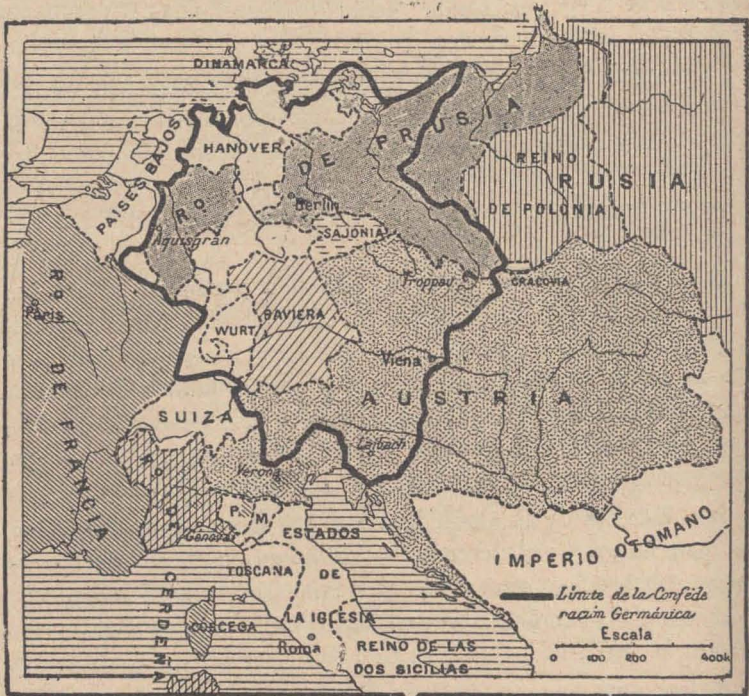 DINAMARCA
PAISES BAJOS
HANOVER
Rº DE PRUSIA
REINO
DE POLONIA
RUSIA
Berlin
SAJONIA
Aquisgrán
Troppau
CRACOVIA
Rº DE FRANCIA
París
WURT
BAVIERA
Viena
AUSTRIA
SUIZA
Laibach
Verona
Rº DE CERDEÑA
P. M.
Génova
ESTADOS
DE
LA IGLESIA
TOSCANA
IMPERIO OTOMANO
CORCEGA
Roma
REINO DE LAS
DOS SICILIAS
Límite de la Confede
ración Germánica
Escala
0 100 200 400k